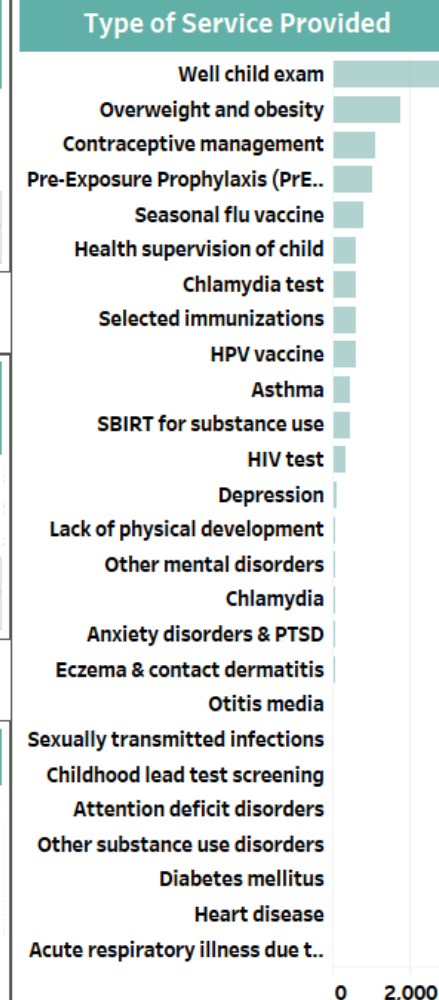 Type of Service Provided
Well child exam
Overweight and obesity
Contraceptive management
Pre-Exposure Prophylaxis (PrE..
Seasonal flu vaccine
Health supervision of child
Chlamydia test
Selected immunizations
HPV vaccine
Asthma
SBIRT for substance use
HIV test
Depression
Lack of physical development
Other mental disorders
Chlamydia
Anxiety disorders & PTSD
Eczema & contact dermatitis
Otitis media
Sexually transmitted infections
Childhood lead test screening
Attention deficit disorders
Other substance use disorders
Diabetes mellitus
Heart disease
Acute respiratory illness due t..
0 2,000